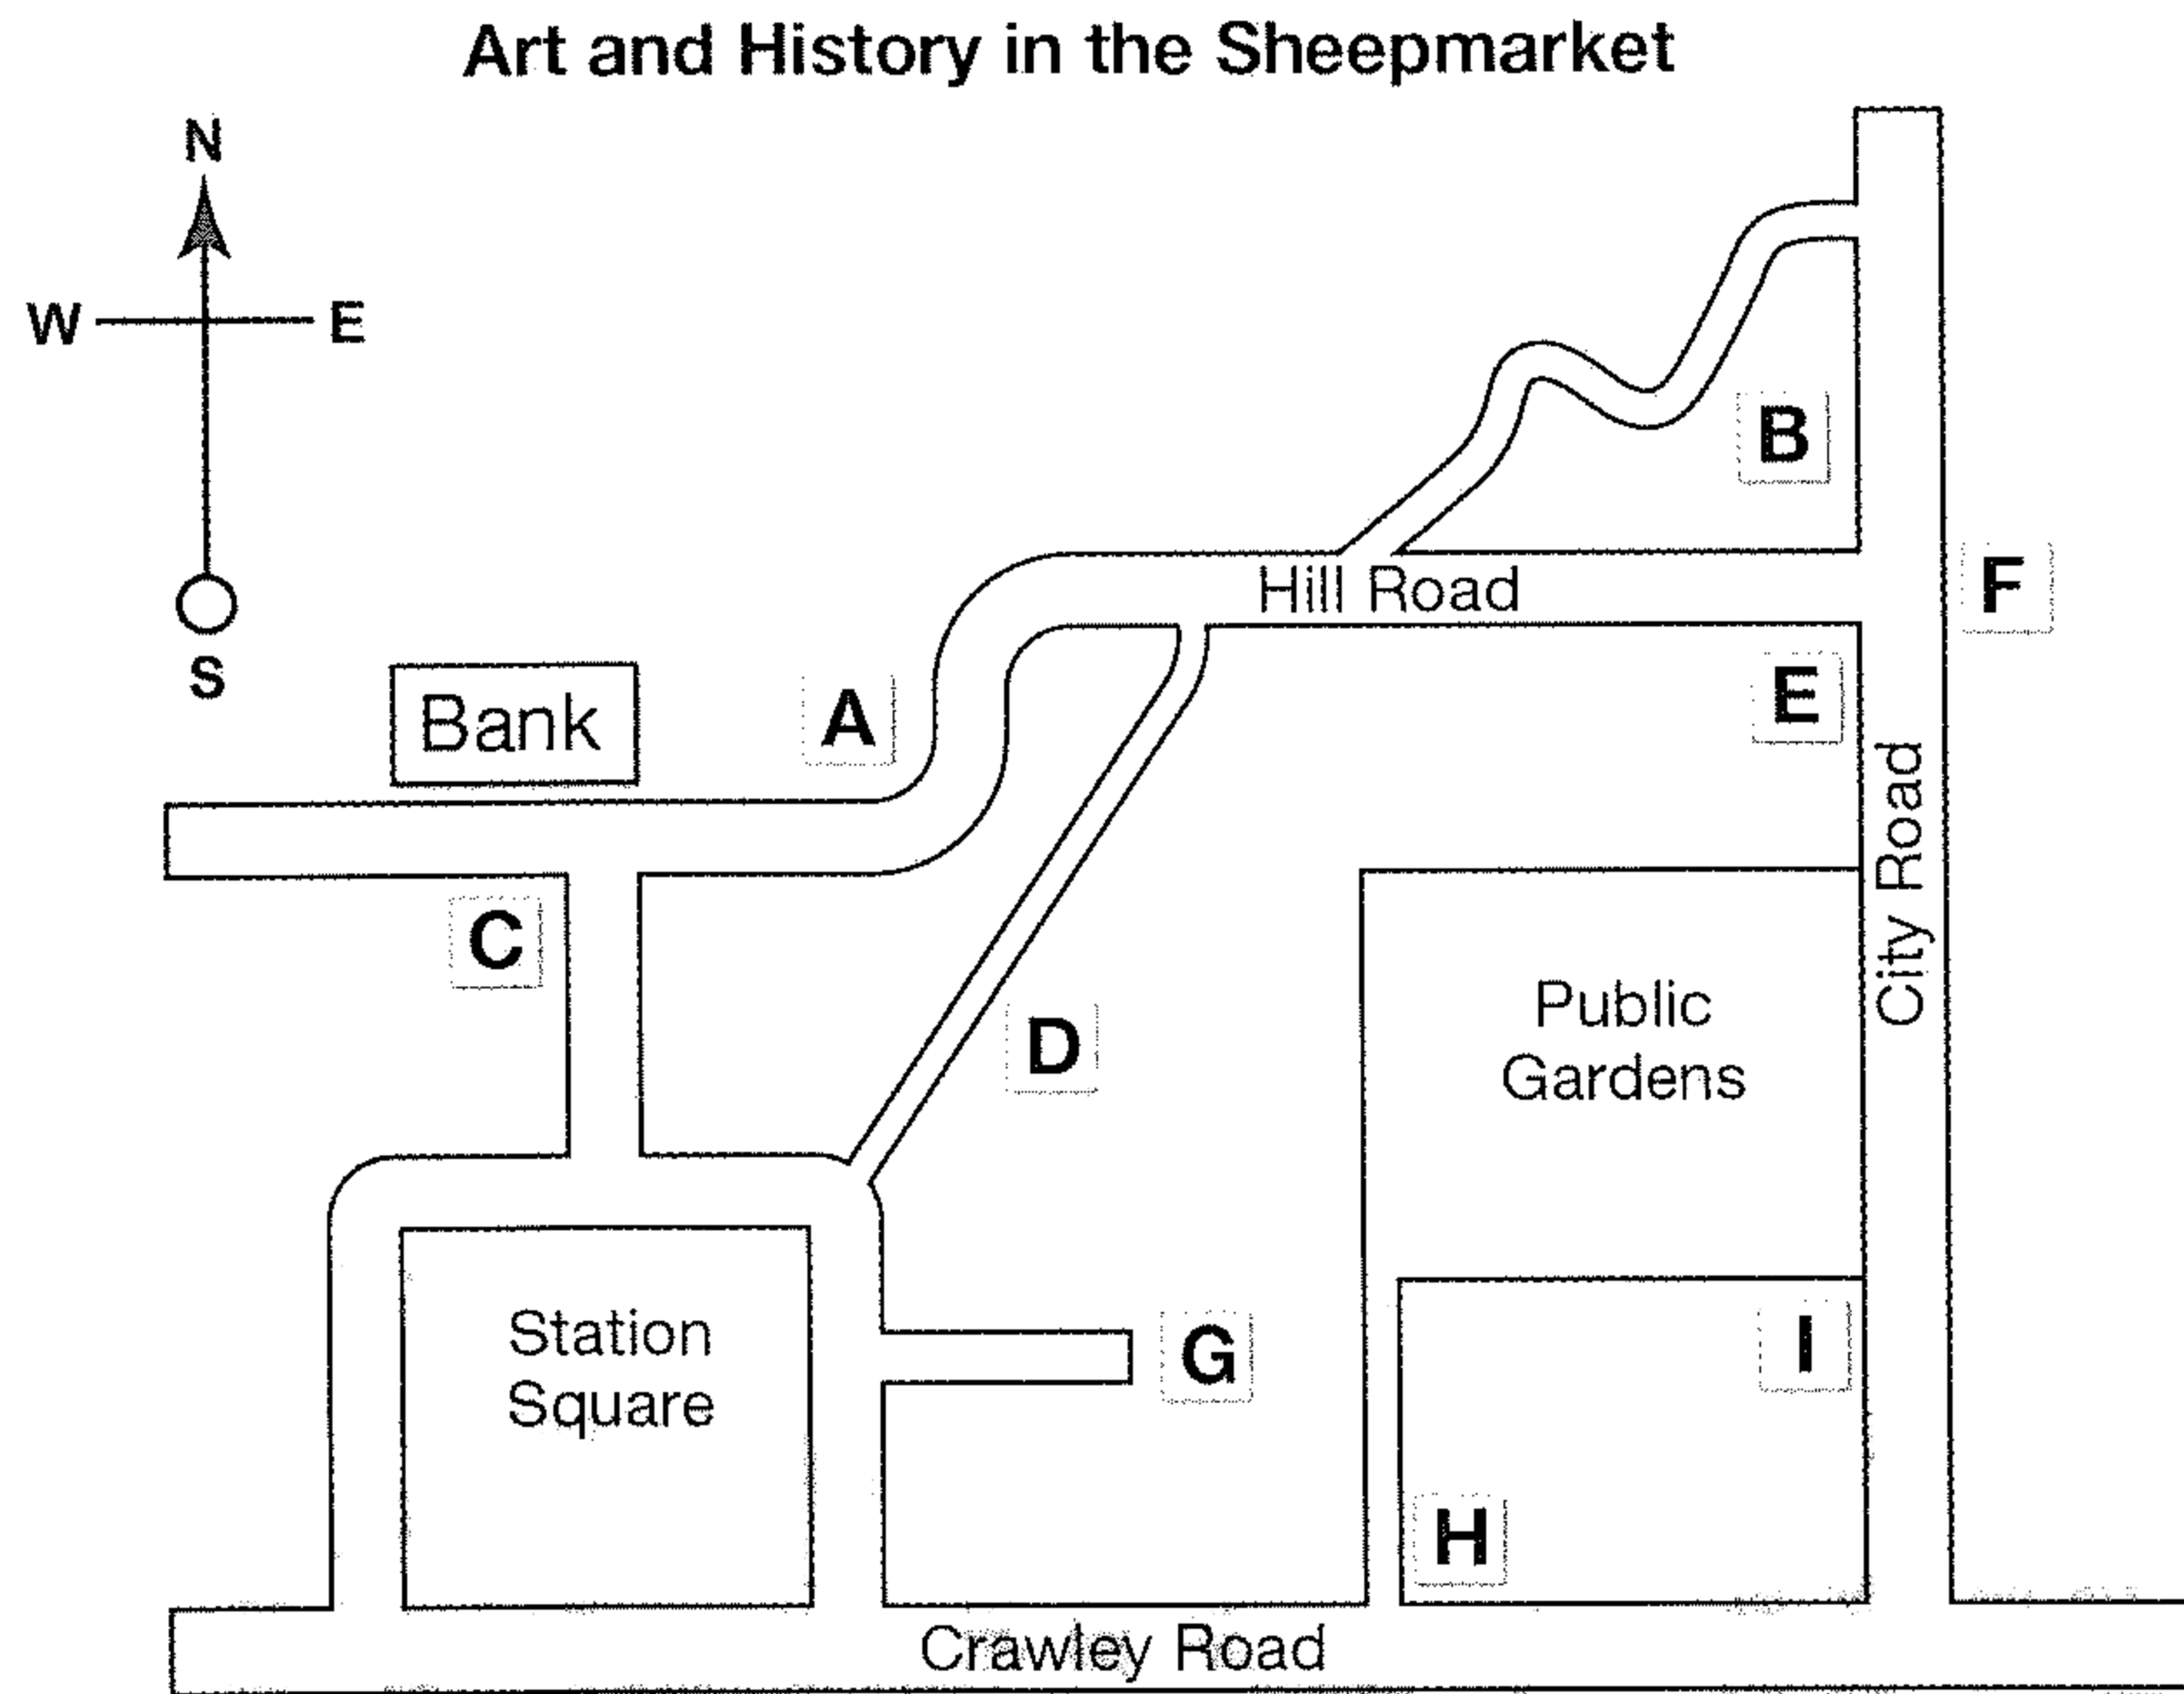 Art and History in the Sheepmarket
N
W E
S
B
Hill Road
F
Bank
A
E
City Road
C
D
Public
Gardens
Station
Square
G
I
H
Crawley Road